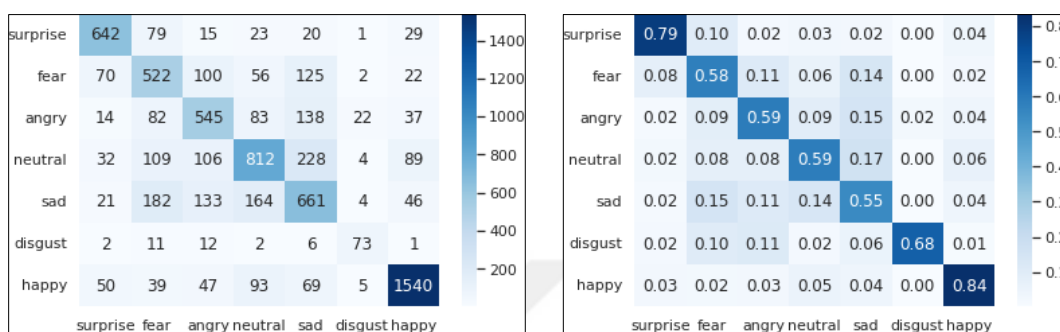 surprise 642 79 15 23 20 1 29
fear 70 522 100 56 125 2 22
angry 14 82 545 83 138 22 37
neutral 32 109 106 812 228 4 89
sad 21 182 133 164 661 4 46
disgust 2 11 12 2 6 73 1
happy 50 39 47 93 69 5 1540
surprise fear angry neutral sad disgust happy
1400
1200
1000
800
600
400
200
surprise 0.79 0.10 0.02 0.03 0.02 0.00 0.04
fear 0.08 0.58 0.11 0.06 0.14 0.00 0.02
angry 0.02 0.09 0.59 0.09 0.15 0.02 0.04
neutral 0.02 0.08 0.08 0.59 0.17 0.00 0.06
sad 0.02 0.15 0.11 0.14 0.55 0.00 0.04
disgust 0.02 0.10 0.11 0.02 0.06 0.68 0.01
happy 0.03 0.02 0.03 0.05 0.04 0.00 0.84
surprise fear angry neutral sad disgust happy